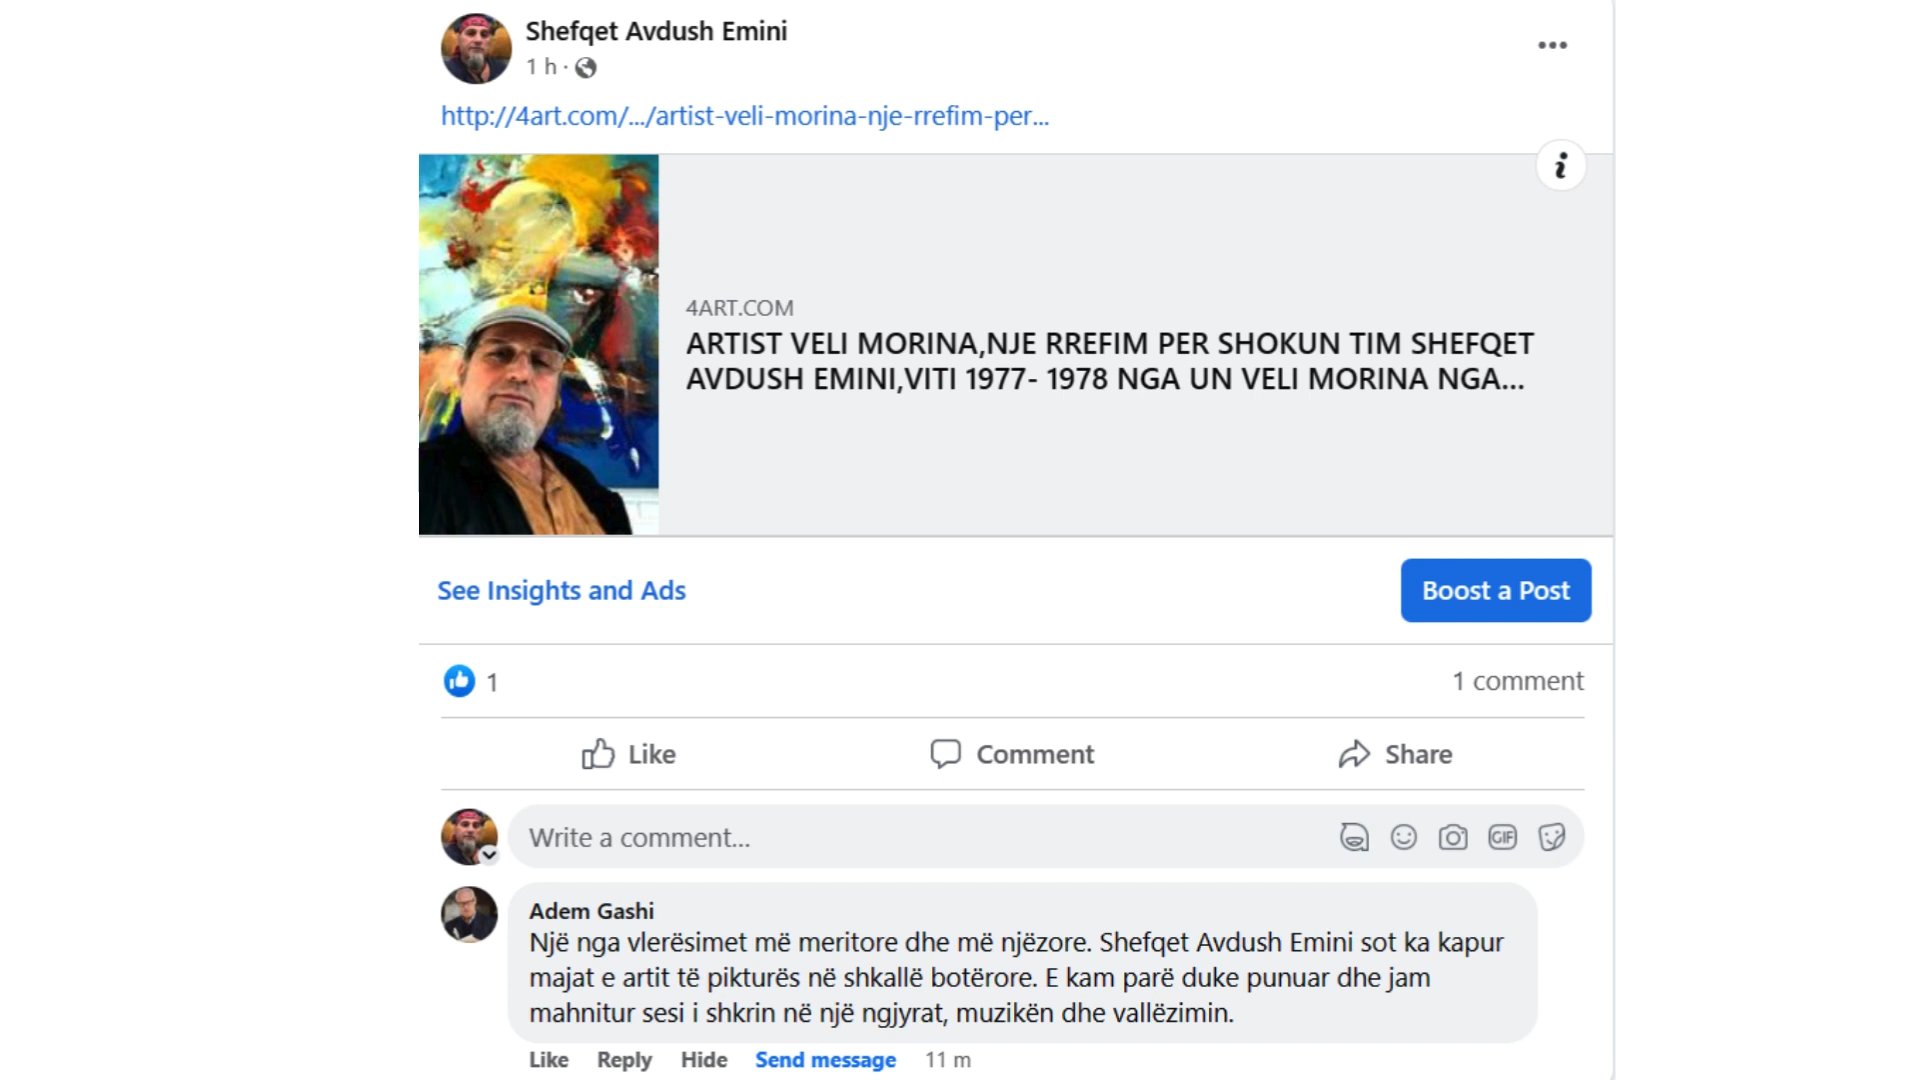 Shefqet Avdush Emini
1 h ·
http://4art.com/.../artist-veli-morina-nje-rrefim-per...
i
4ART.COM
ARTIST VELI MORINA,NJE RREFIM PER SHOKUN TIM SHEFQET
AVDUSH EMINI,VITI 1977- 1978 NGA UN VELI MORINA NGA...
See Insights and Ads
Boost a Post
1
1 comment
Like
Comment
Share
Write a comment...
GIF
Adem Gashi
Një nga vlerësimet më meritore dhe më njëzore. Shefqet Avdush Emini sot ka kapur
majat e artit të pikturës në shkallë botërore. E kam parë duke punuar dhe jam
mahnitur sesi i shkrin në një ngjyrat, muzikën dhe vallëzimin.
Like Reply Hide Send message 11 m